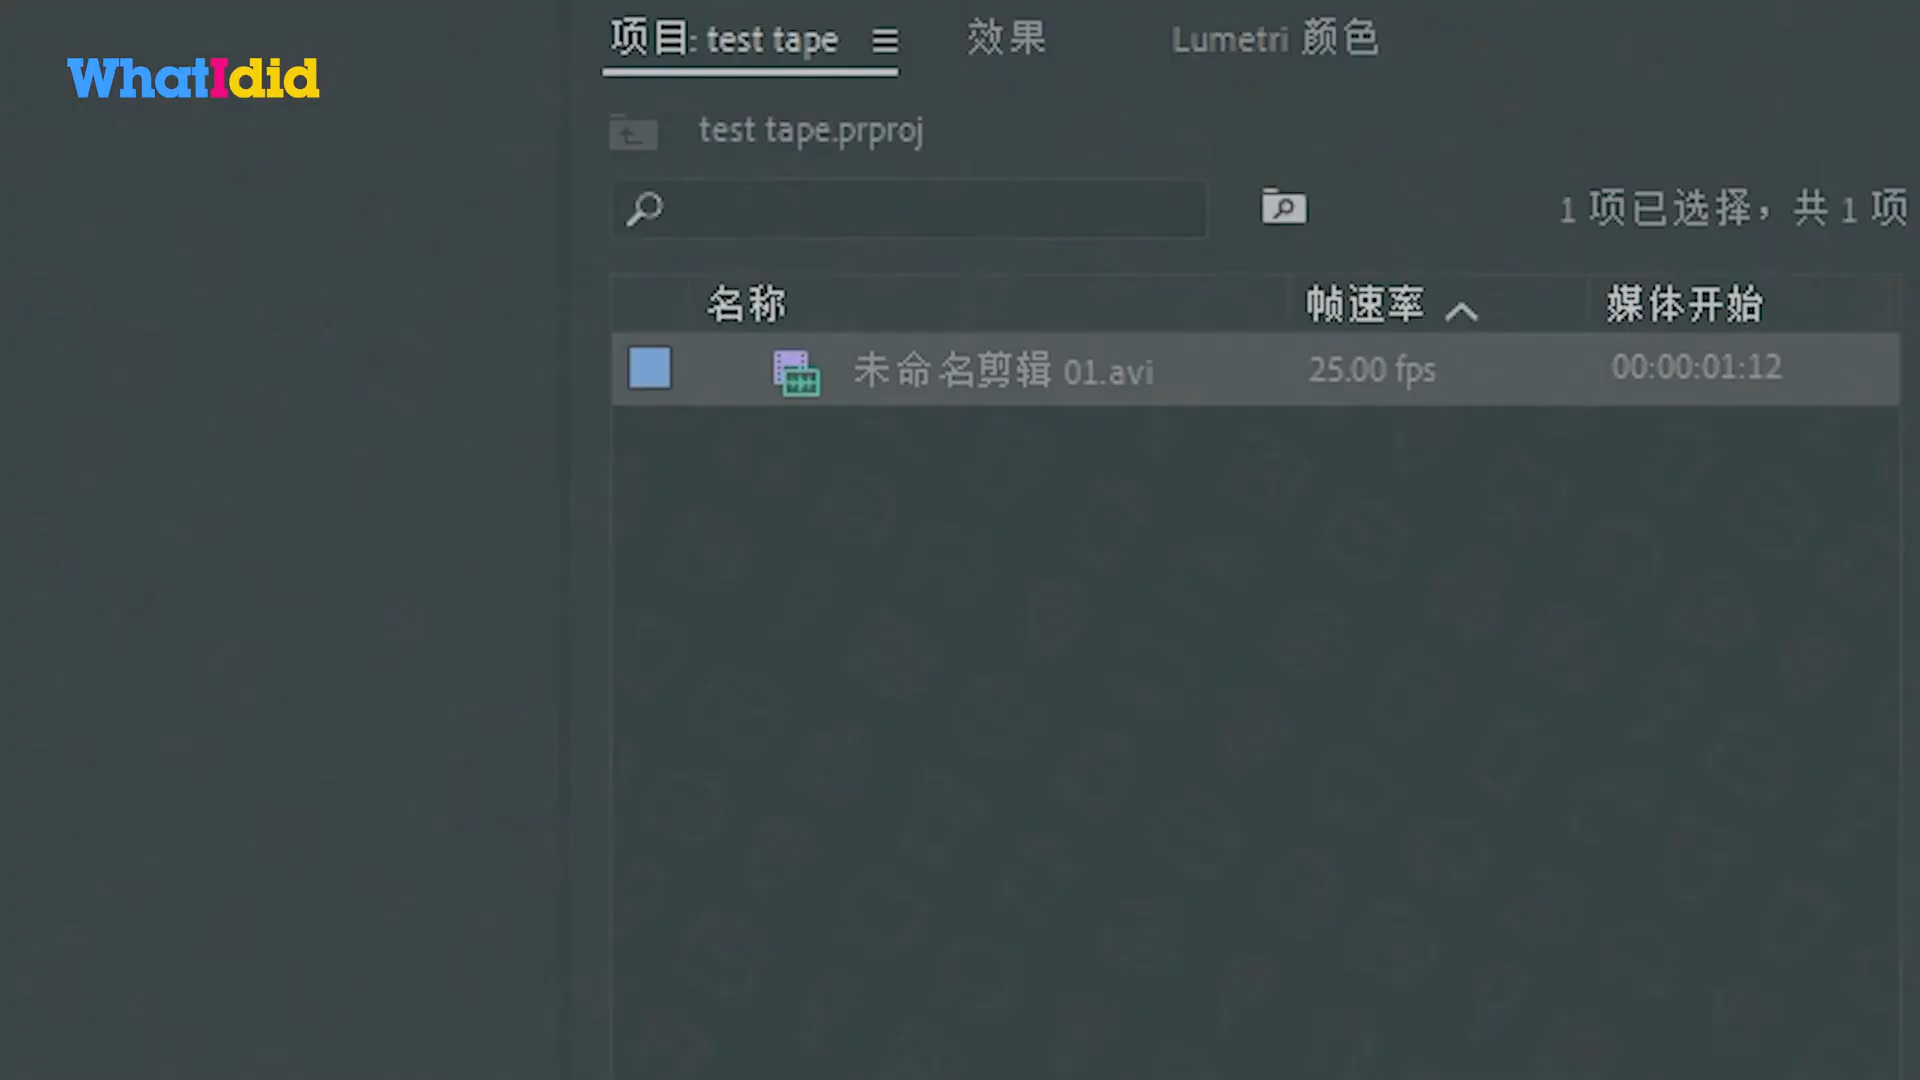 WhatIdid
项目: test tape 效果 Lumetri 颜色
test tape.prproj
1 项已选择，共 1 项
名称 帧速率 媒体开始
未命名剪辑 01.avi 25.00 fps 00:00:01:12